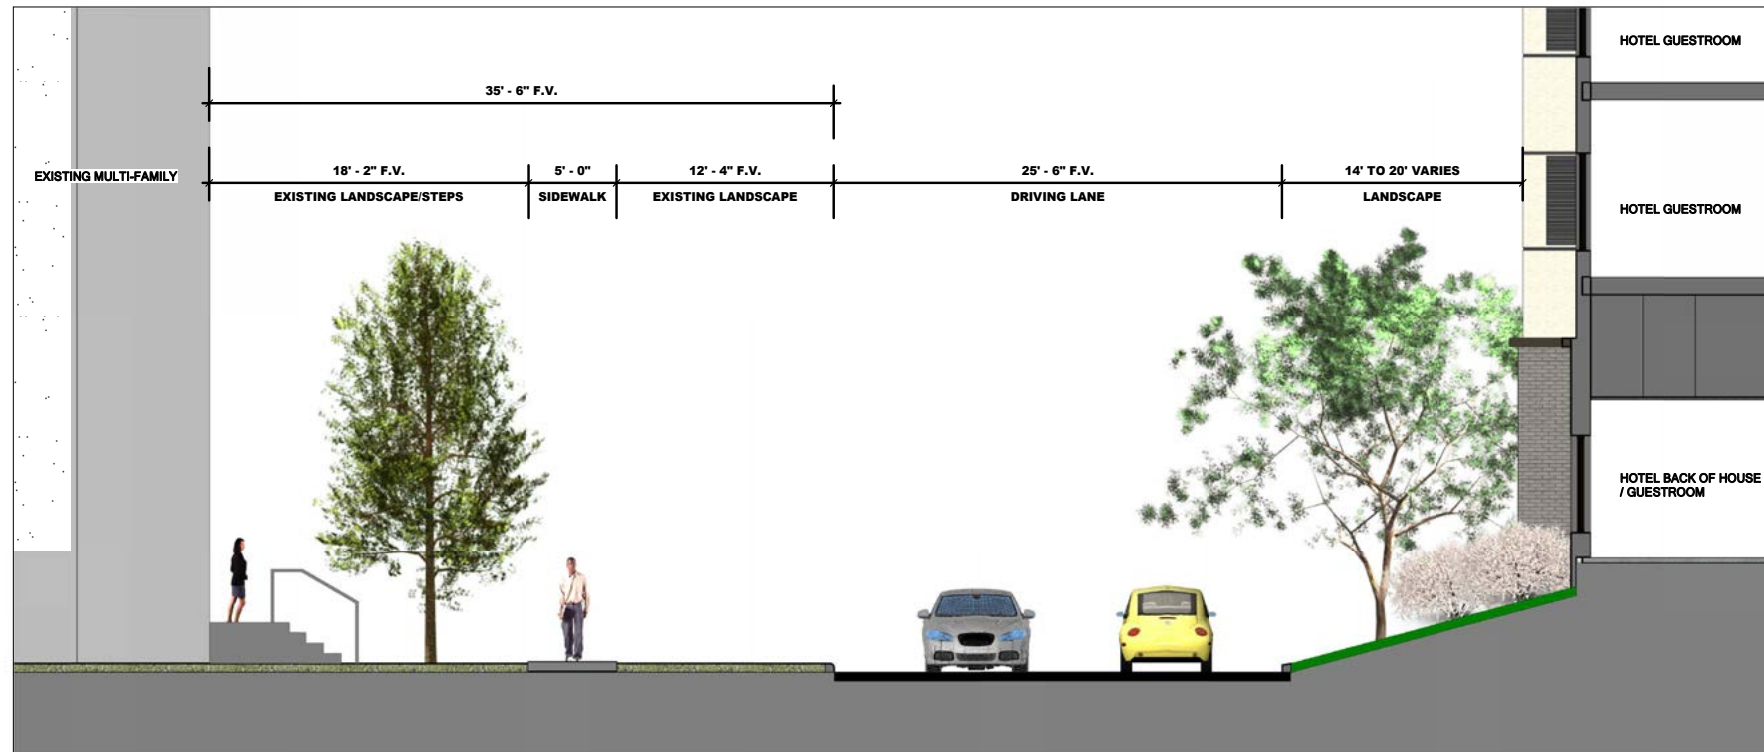 HOTEL GUESTROOM
35' - 6" F.V.
EXISTING MULTI-FAMILY
18' - 2" F.V.
5' - 0"
12' - 4" F.V.
25' - 6" F.V.
14' TO 20' VARIES
EXISTING LANDSCAPE/STEPS
SIDEWALK
EXISTING LANDSCAPE
DRIVING LANE
LANDSCAPE
HOTEL GUESTROOM
HOTEL BACK OF HOUSE
/ GUESTROOM